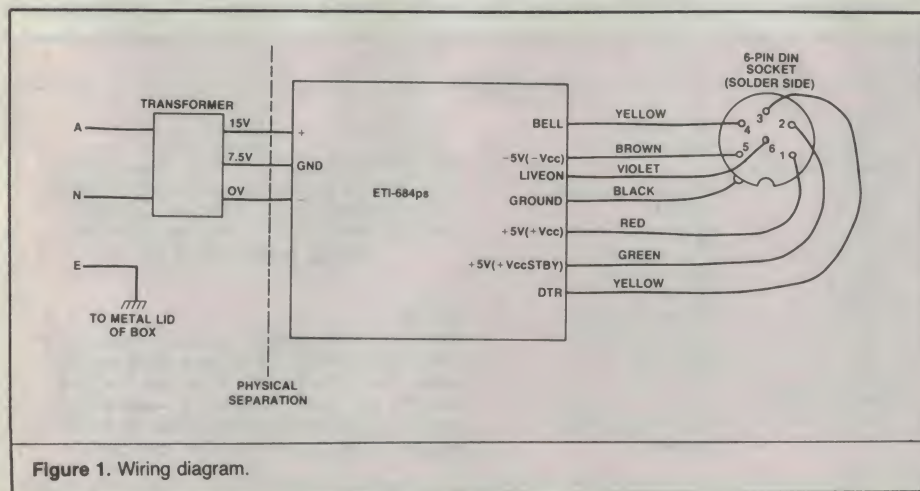 6-PIN DIN
SOCKET
(SOLDER SIDE)
TRANSFORMER
A
15V
+
BELL
YELLOW
4
3
2
7.5V
GND
-5V(-Vcc)
BROWN
5
6
1
LIVEON
VIOLET
N
0V
-
ETI-684ps
GROUND
BLACK
+5V(+Vcc)
RED
E
+5V(+VccSTBY)
GREEN
DTR
YELLOW
TO METAL LID
OF BOX
PHYSICAL
SEPARATION
Figure 1. Wiring diagram.